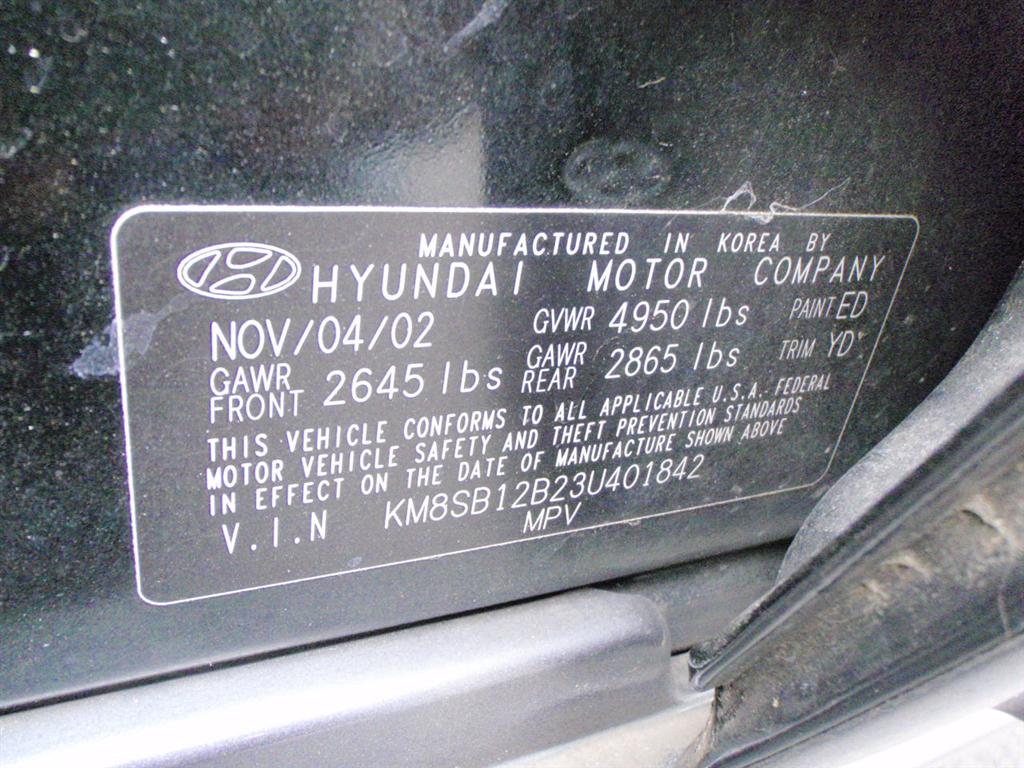 MANUFACTURED IN KOREA BY
HYUNDAI MOTOR COMPANY
NOV/04/02 GVWR 4950 lbs PAINT ED
GAWR FRONT 2645 lbs GAWR REAR 2865 lbs TRIM YD
THIS VEHICLE CONFORMS TO ALL APPLICABLE U.S.A. FEDERAL
MOTOR VEHICLE SAFETY AND THEFT PREVENTION STANDARDS
IN EFFECT ON THE DATE OF MANUFACTURE SHOWN ABOVE
V.I.N KM8SB12B23U401842
MPV